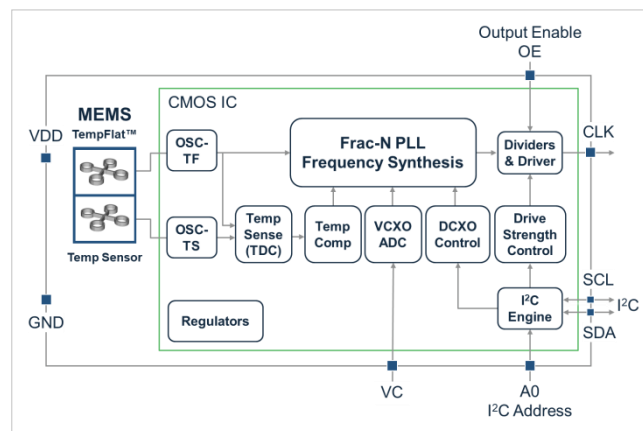 Output Enable
OE
MEMS
TempFlat™
CMOS IC
VDD
CLK
OSC-
TF
Frac-N PLL
Frequency Synthesis
Dividers
& Driver
OSC-
TS
Temp
Sense
(TDC)
Temp
Comp
VCXO
ADC
DCXO
Control
Drive
Strength
Control
Temp Sensor
SCL
I²C
SDA
I²C
Engine
Regulators
GND
VC
A0
I²C Address